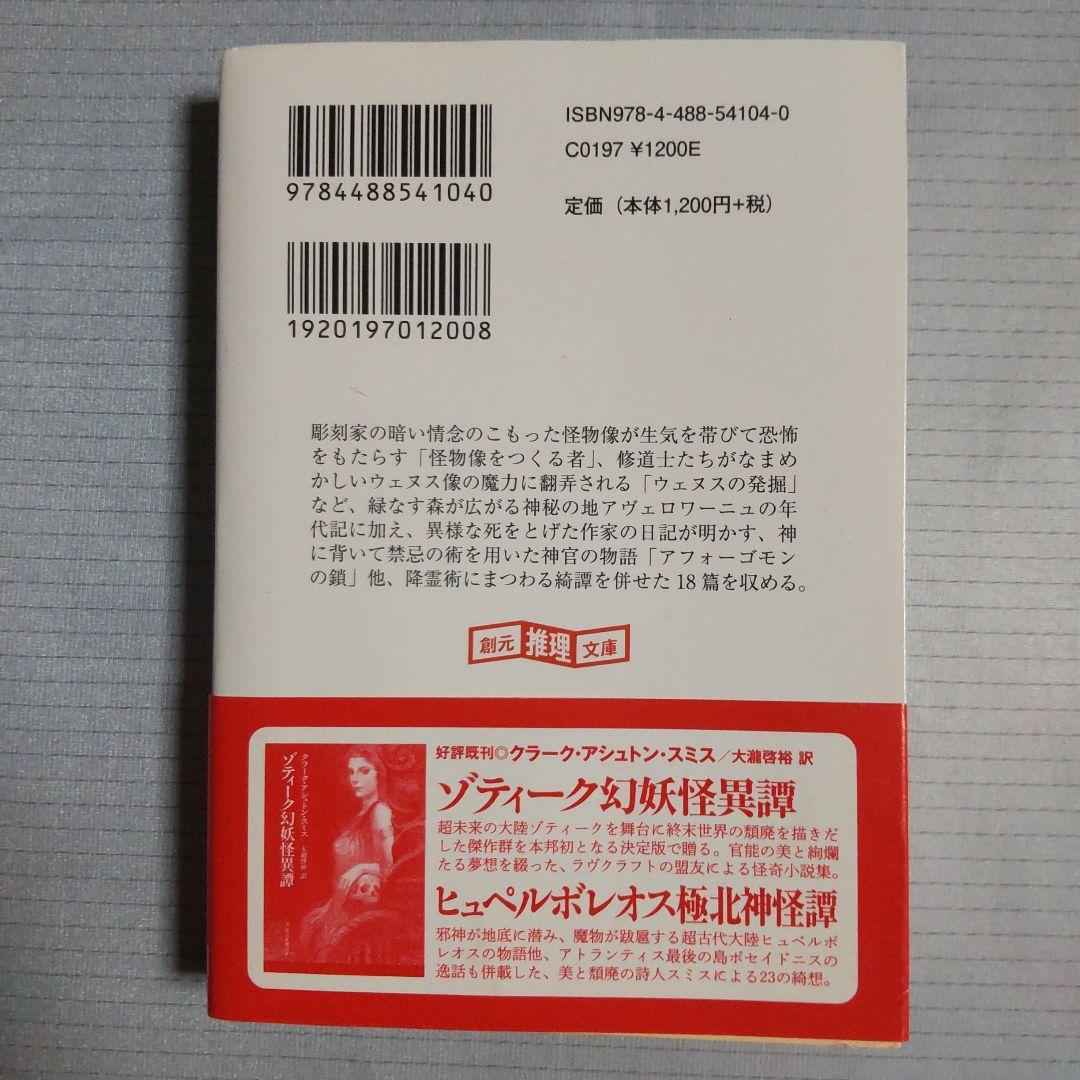 ISBN978-4-488-54104-0
C0197 ¥1200E
定価（本体1,200円+税）
9784488541040
1920197012008
彫刻家の暗い情念のこもった怪物像が生気を帯びて恐怖
をもたらす「怪物像をつくる者」、修道士たちがなまめ
かしいウェヌス像の魔力に翻弄される「ウェヌスの発掘」
など、緑なす森が広がる神秘の地アヴェロワーニュの年
代記に加え、異様な死をとげた作家の日記が明かす、神
に背いて禁忌の術を用いた神官の物語「アフォーゴモン
の鎖」他、降霊術にまつわる綺譚を併せた18篇を収める。
創元推理文庫
クラーク・アシュトン・スミス
ゾティーク幻妖怪異譚
大瀧啓裕 訳
好評既刊◎クラーク・アシュトン・スミス／大瀧啓裕 訳
ゾティーク幻妖怪異譚
超未来の大陸ゾティークを舞台に終末世界の頽廃を描きだ
した傑作群を本邦初となる決定版で贈る。官能の美と絢爛
たる夢想を綴った、ラヴクラフトの盟友による怪奇小説集。
ヒュペルボレオス極北神怪譚
邪神が地底に潜み、魔物が跋扈する超古代大陸ヒュペルボ
レオスの物語他、アトランティス最後の島ポセイドニスの
逸話も併載した、美と頽廃の詩人スミスによる23の綺想。